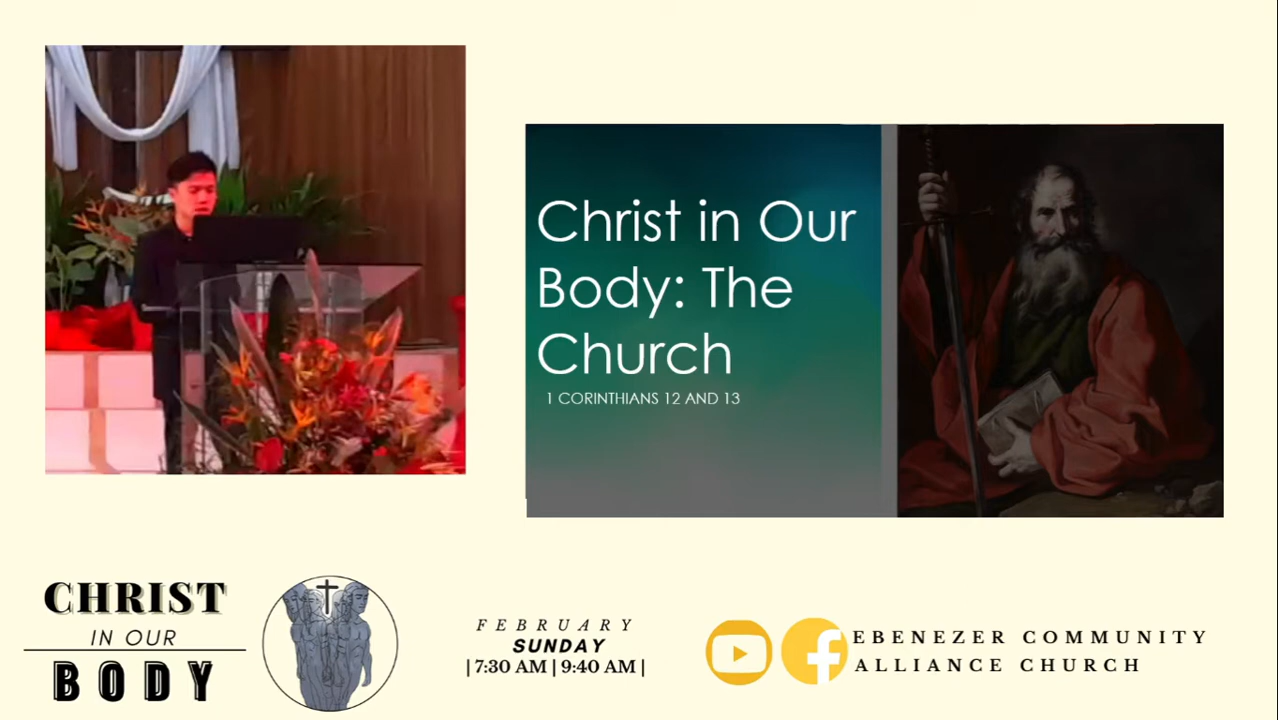 Christ in Our
Body: The
Church
1 CORINTHIANS 12 AND 13
CHRIST
IN OUR
BODY
FEBRUARY
SUNDAY
| 7:30 AM | 9:40 AM |
EBENEZER COMMUNITY
ALLIANCE CHURCH